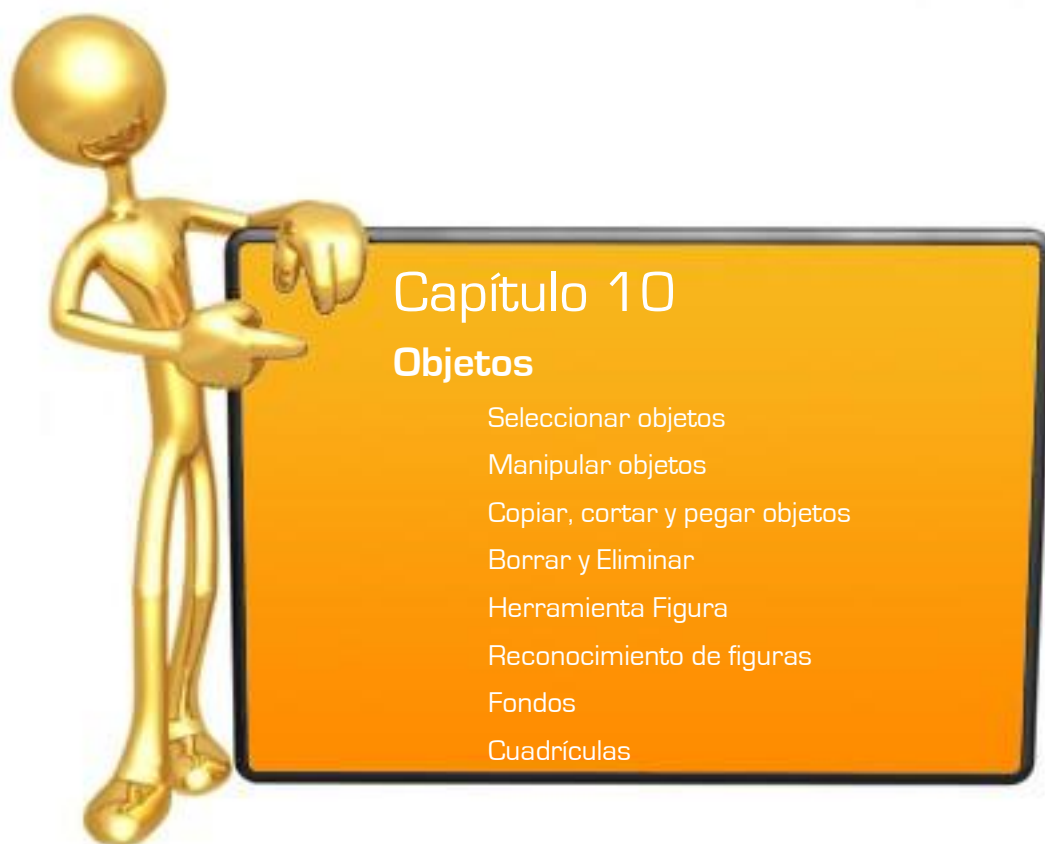 Capítulo 10
Objetos
Seleccionar objetos
Manipular objetos
Copiar, cortar y pegar objetos
Borrar y Eliminar
Herramienta Figura
Reconocimiento de figuras
Fondos
Cuadrículas